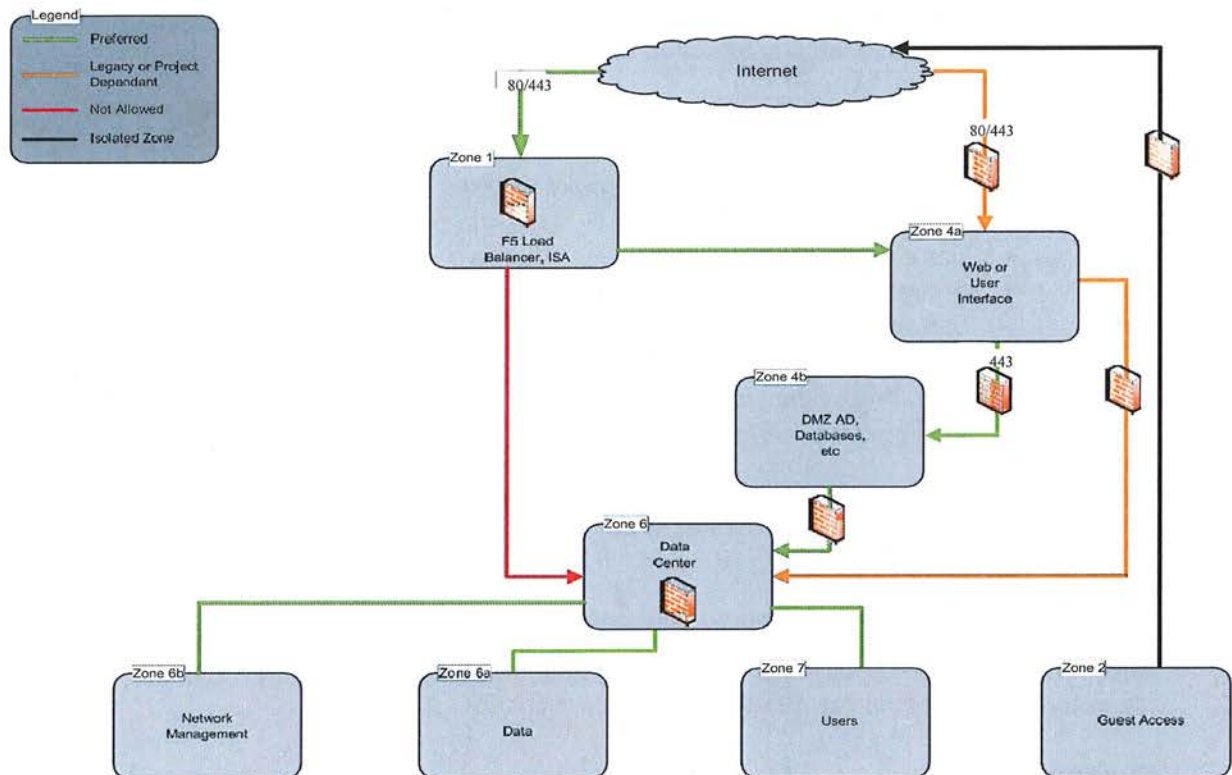 Legend
Preferred
Legacy or Project
Dependant
Not Allowed
Isolated Zone
Internet
80/443
80/443
Zone 1
F5 Load
Balancer, ISA
Zone 4a
Web or
User
Interface
443
Zone 4b
DMZ AD,
Databases,
etc
Zone 6
Data
Center
Zone 6b
Network
Management
Zone 6a
Data
Zone 7
Users
Zone 2
Guest Access